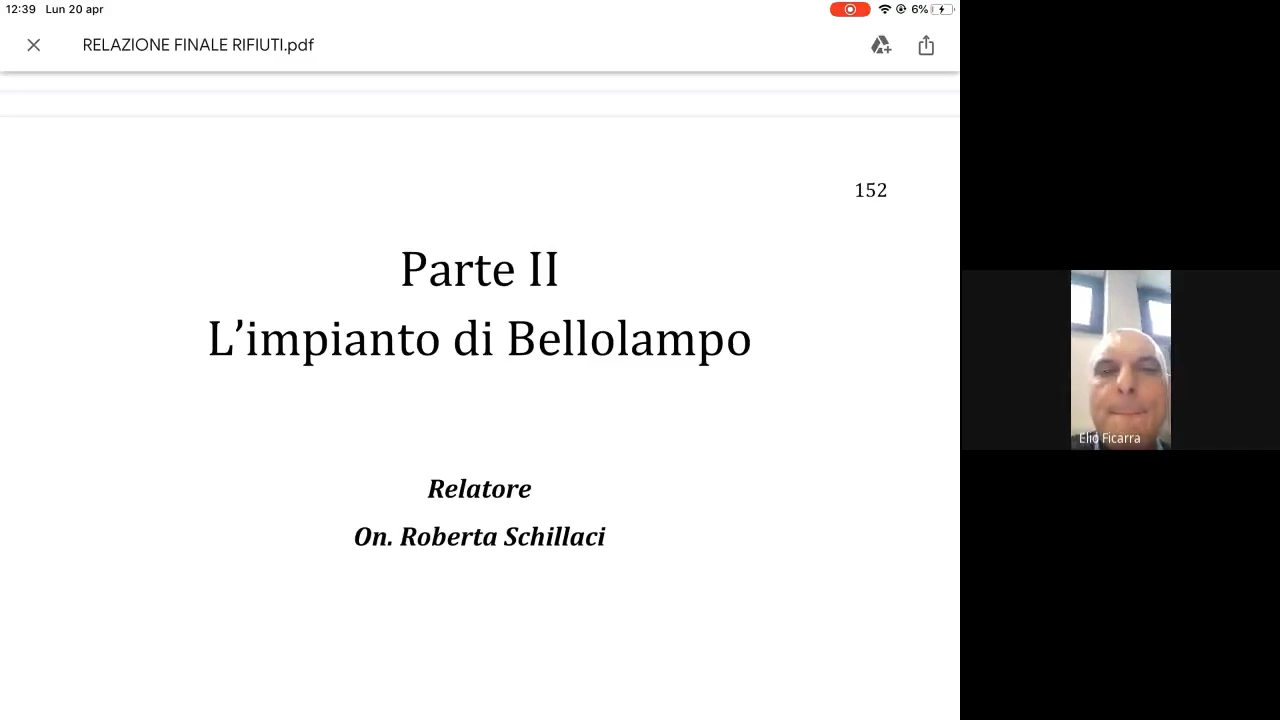 12:39 Lun 20 apr 6%
RELAZIONE FINALE RIFIUTI.pdf
152
Parte II
L’impianto di Bellolampo
Relatore
On. Roberta Schillaci
Elio Ficarra